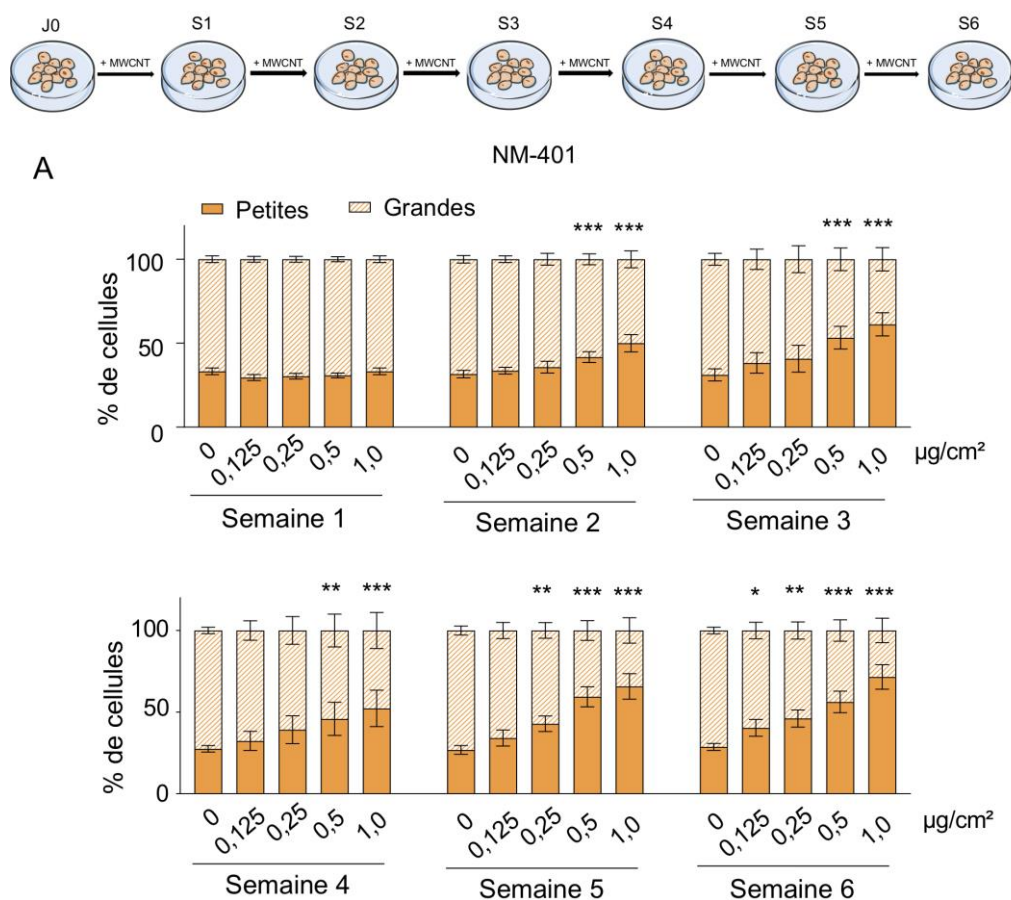 J0 S1 S2 S3 S4 S5 S6
+ MWCNT + MWCNT + MWCNT + MWCNT + MWCNT + MWCNT
NM-401
A
Petites Grandes
*** *** *** ***
100
50
0
% de cellules
0 0,125 0,25 0,5 1,0 0 0,125 0,25 0,5 1,0 0 0,125 0,25 0,5 1,0 µg/cm²
Semaine 1 Semaine 2 Semaine 3
** *** ** *** *** * ** *** ***
100
50
0
% de cellules
0 0,125 0,25 0,5 1,0 0 0,125 0,25 0,5 1,0 0 0,125 0,25 0,5 1,0 µg/cm²
Semaine 4 Semaine 5 Semaine 6